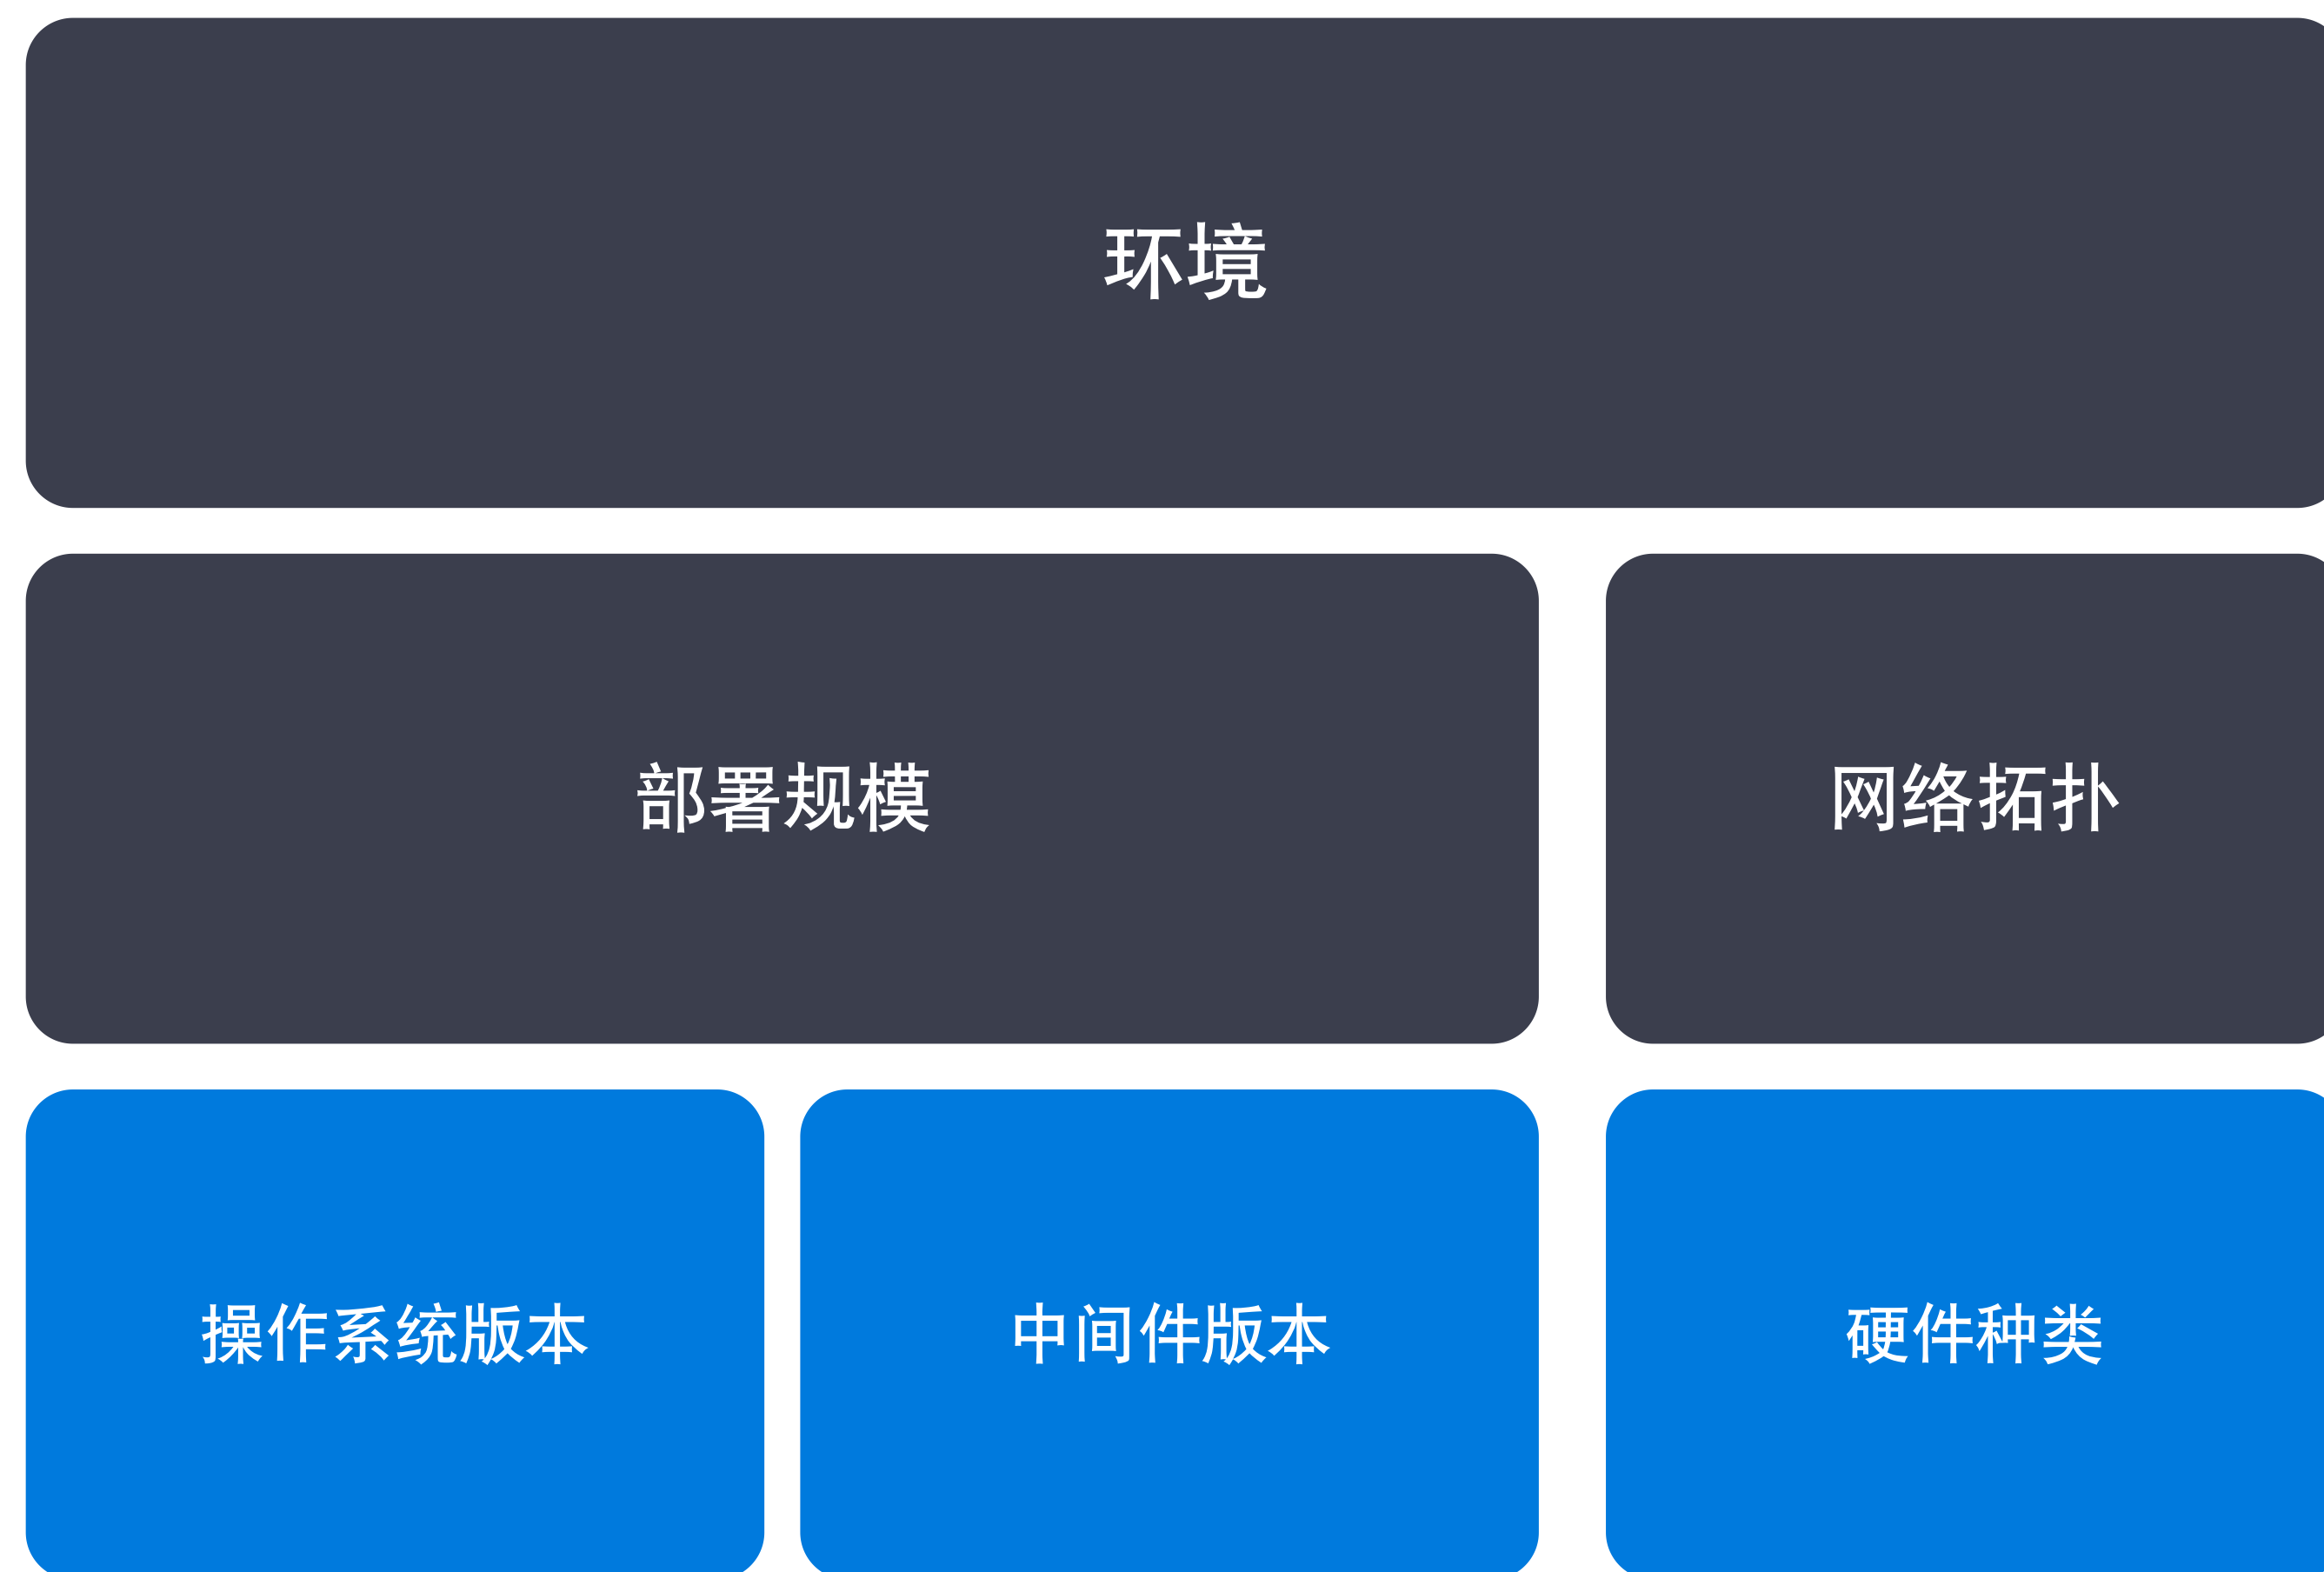 环境
部署规模
网络拓扑
操作系统版本
中间件版本
硬件种类